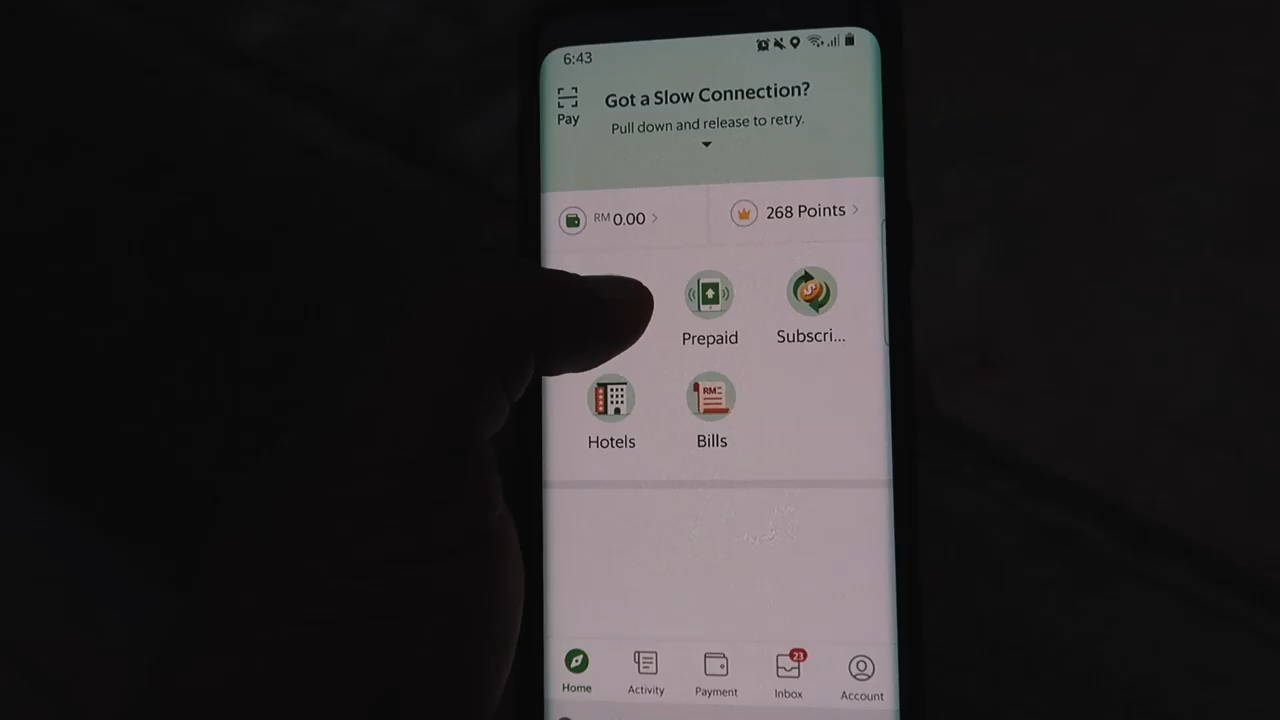 6:43
Pay
Got a Slow Connection?
Pull down and release to retry.
RM 0.00
268 Points
Prepaid
Subscri...
RM
Hotels
Bills
23
Home
Activity
Payment
Inbox
Account